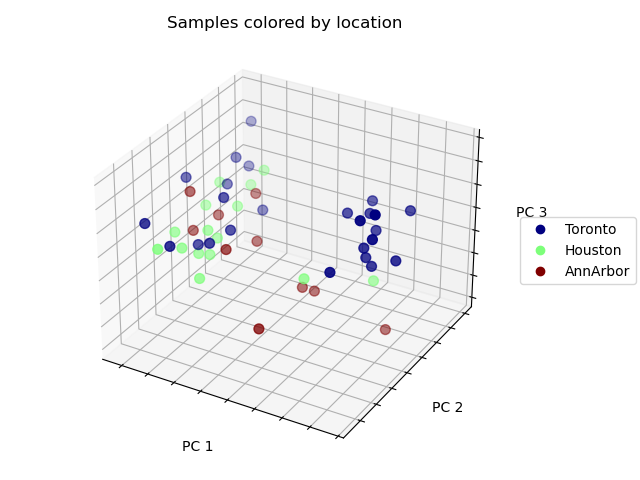 Samples colored by location
PC 3
Toronto
Houston
AnnArbor
PC 2
PC 1